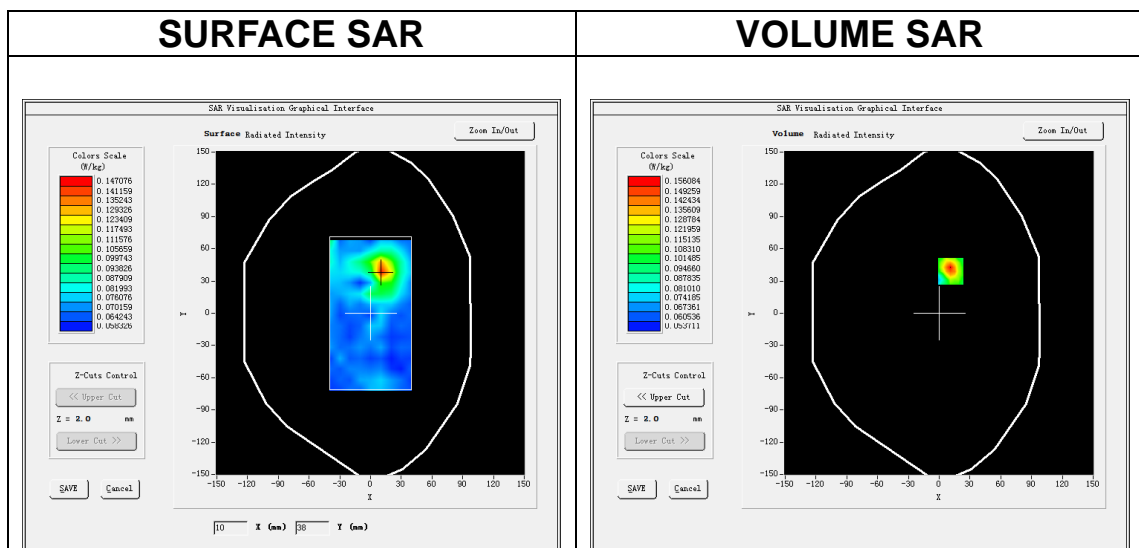 SURFACE SAR
SAR Visualisation Graphical Interface
Surface Radiated Intensity
Zoom In/Out
Colors Scale
(W/kg)
0.147076
0.141159
0.135243
0.129326
0.123409
0.117493
0.111576
0.105659
0.099743
0.093826
0.087909
0.081993
0.076076
0.070159
0.064243
0.058326
Z-Cuts Control
<< Upper Cut
Z = 2.0 mm
Lower Cut >>
SAVE Cancel
150
120
90
60
30
0
-30
-60
-90
-120
-150
Y
-150 -120 -90 -60 -30 0 30 60 90 120 150
X
10 X (mm) 38 Y (mm)
VOLUME SAR
SAR Visualisation Graphical Interface
Volume Radiated Intensity
Zoom In/Out
Colors Scale
(W/kg)
0.156084
0.149259
0.142434
0.135609
0.128784
0.121959
0.115135
0.108310
0.101485
0.094660
0.087835
0.081010
0.074185
0.067361
0.060536
0.053711
Z-Cuts Control
<< Upper Cut
Z = 2.0 mm
Lower Cut >>
SAVE Cancel
150
120
90
60
30
0
-30
-60
-90
-120
-150
Y
-150 -120 -90 -60 -30 0 30 60 90 120 150
X